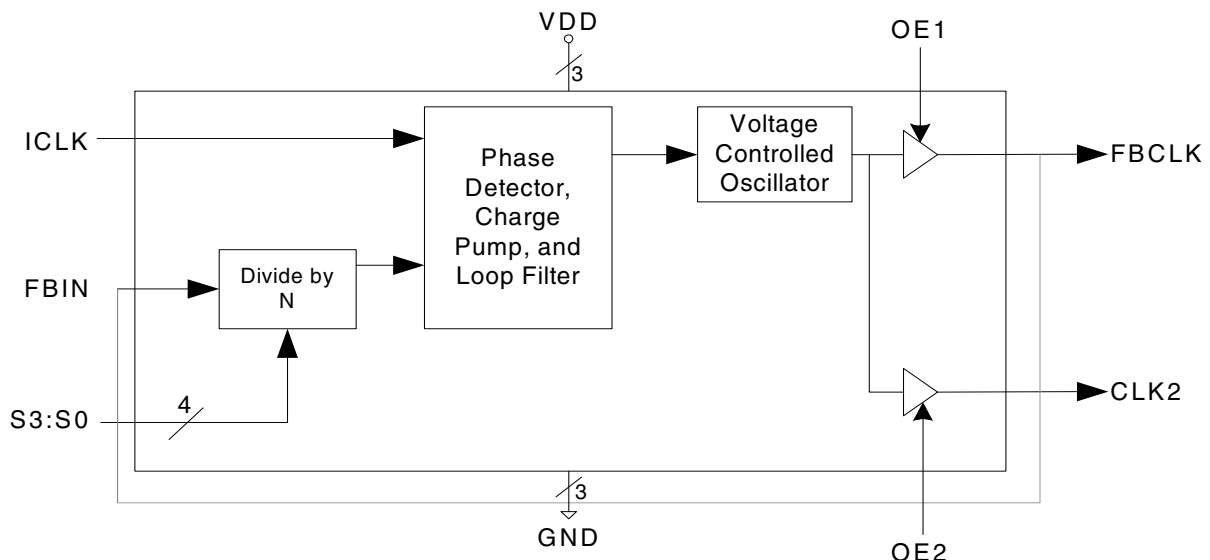 VDD
3
OE1
ICLK
Phase
Detector,
Charge
Pump, and
Loop Filter
Voltage
Controlled
Oscillator
FBCLK
FBIN
Divide by
N
S3:S0
4
CLK2
3
GND
OE2